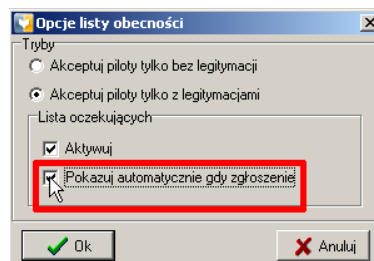 Opcje listy obecności
Tryby
Akceptuj piloty tylko bez legitymacji
Akceptuj piloty tylko z legitymacjami
Lista oczekujących
Aktywuj
Pokazuj automatycznie gdy zgłoszenie
Ok
Anuluj